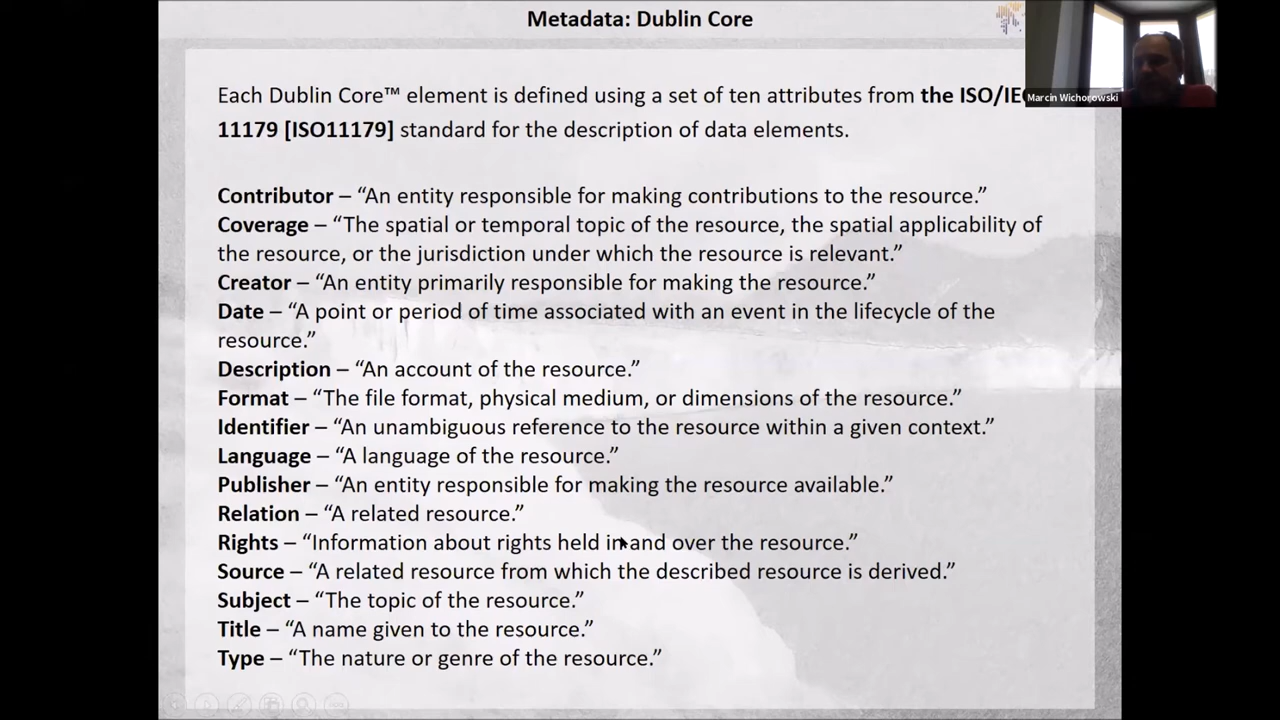 Metadata: Dublin Core
Marcin Wichorowski
Each Dublin Core™ element is defined using a set of ten attributes from the ISO/IE
11179 [ISO11179] standard for the description of data elements.
Contributor – “An entity responsible for making contributions to the resource.”
Coverage – “The spatial or temporal topic of the resource, the spatial applicability of
the resource, or the jurisdiction under which the resource is relevant.”
Creator – “An entity primarily responsible for making the resource.”
Date – “A point or period of time associated with an event in the lifecycle of the
resource.”
Description – “An account of the resource.”
Format – “The file format, physical medium, or dimensions of the resource.”
Identifier – “An unambiguous reference to the resource within a given context.”
Language – “A language of the resource.”
Publisher – “An entity responsible for making the resource available.”
Relation – “A related resource.”
Rights – “Information about rights held in and over the resource.”
Source – “A related resource from which the described resource is derived.”
Subject – “The topic of the resource.”
Title – “A name given to the resource.”
Type – “The nature or genre of the resource.”